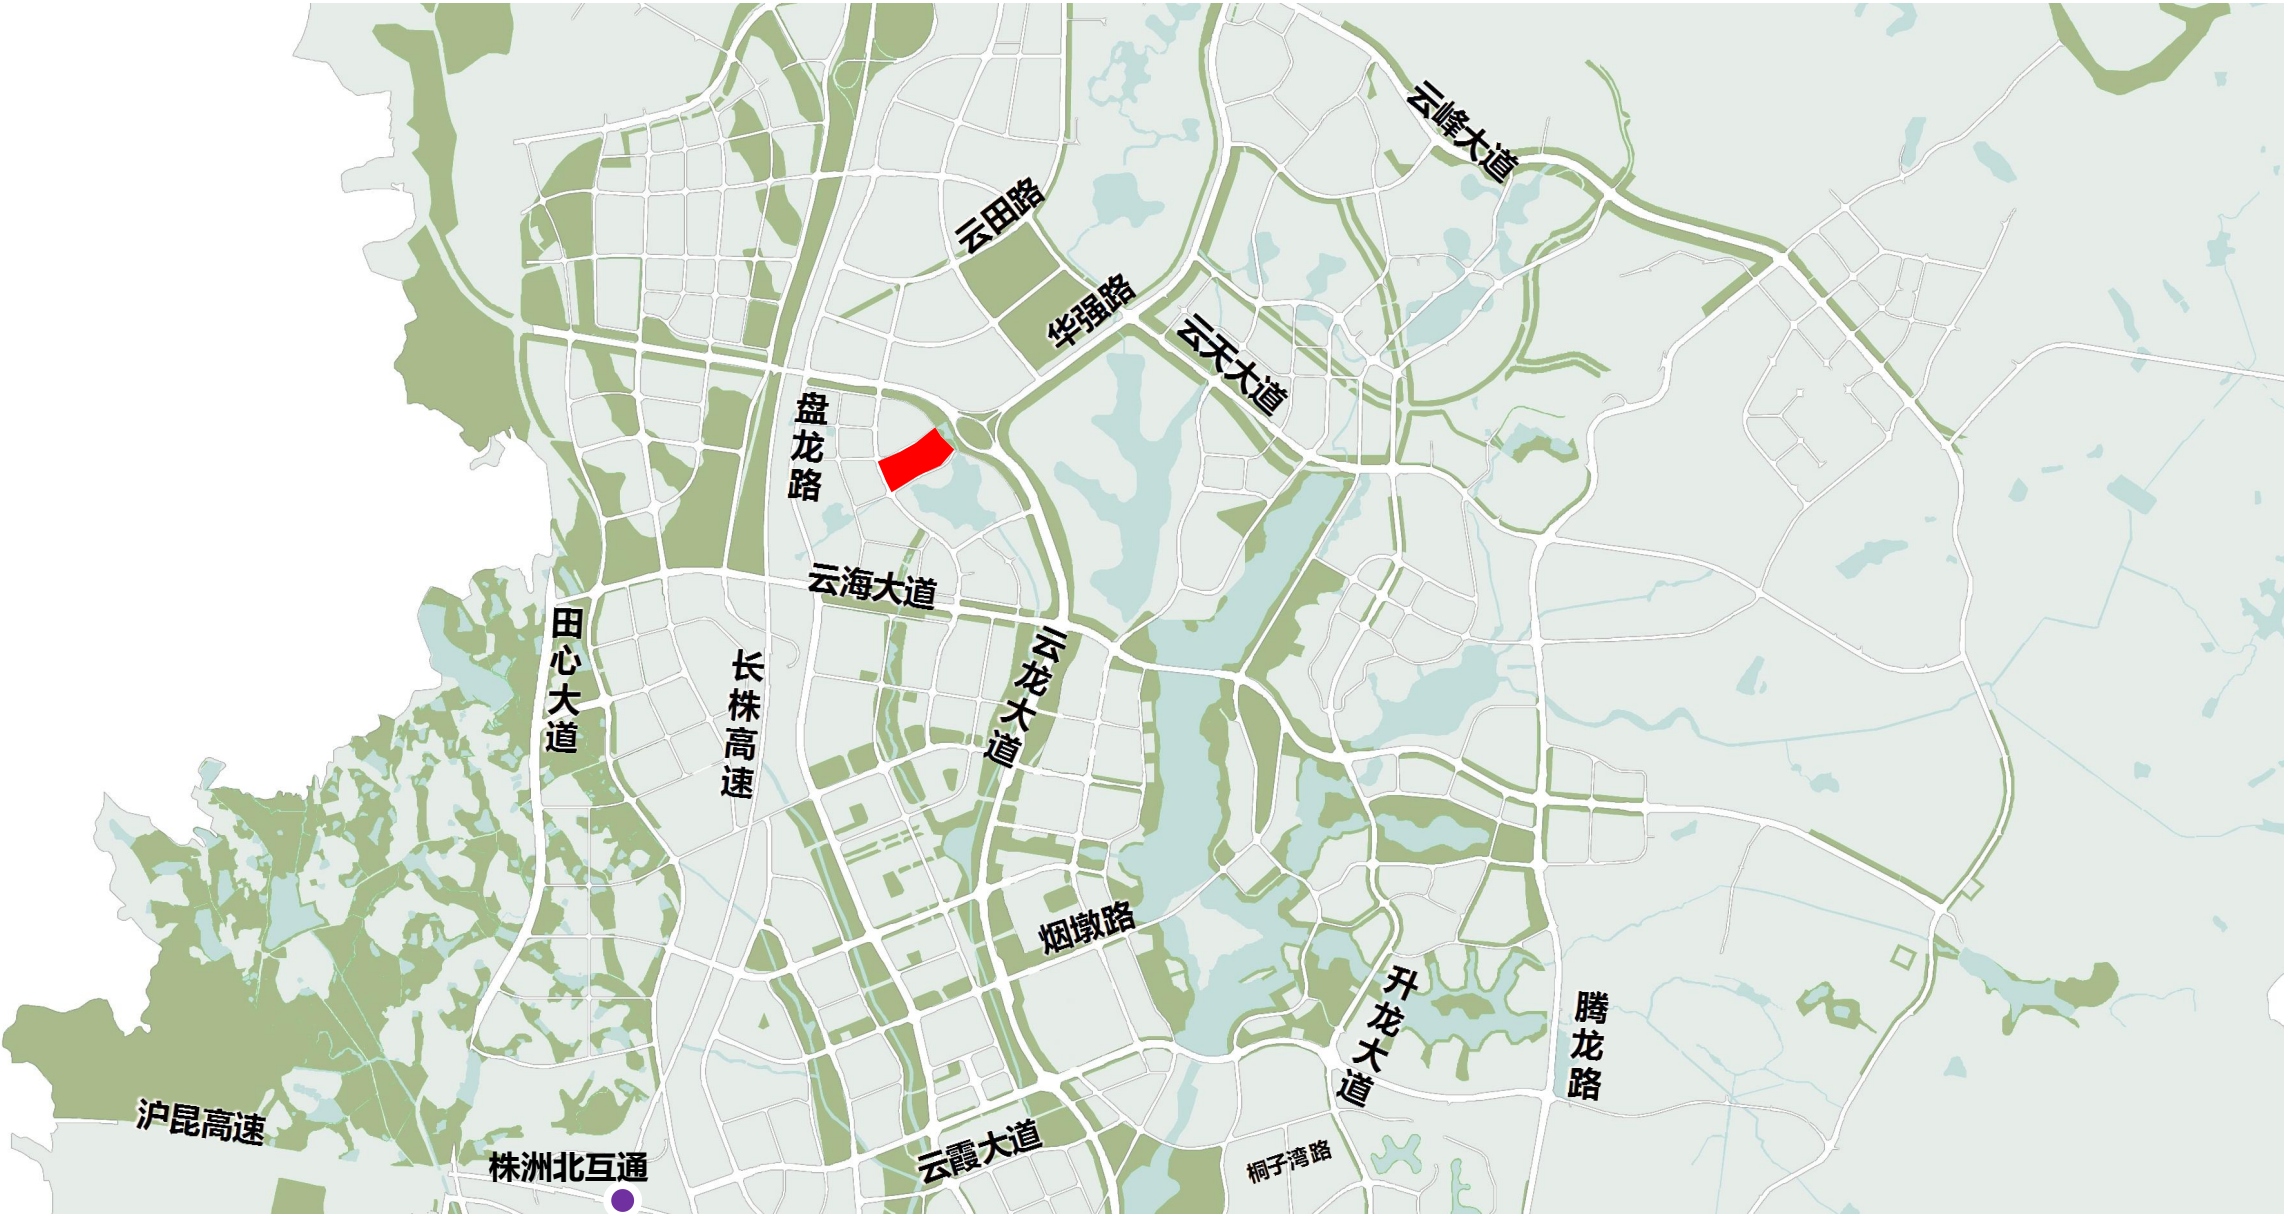 云峰大道
云田路
华强路
云天大道
盘龙路
云海大道
田心大道
长株高速
云龙大道
烟墩路
升龙大道
腾龙路
沪昆高速
株洲北互通
云霞大道
桐子湾路